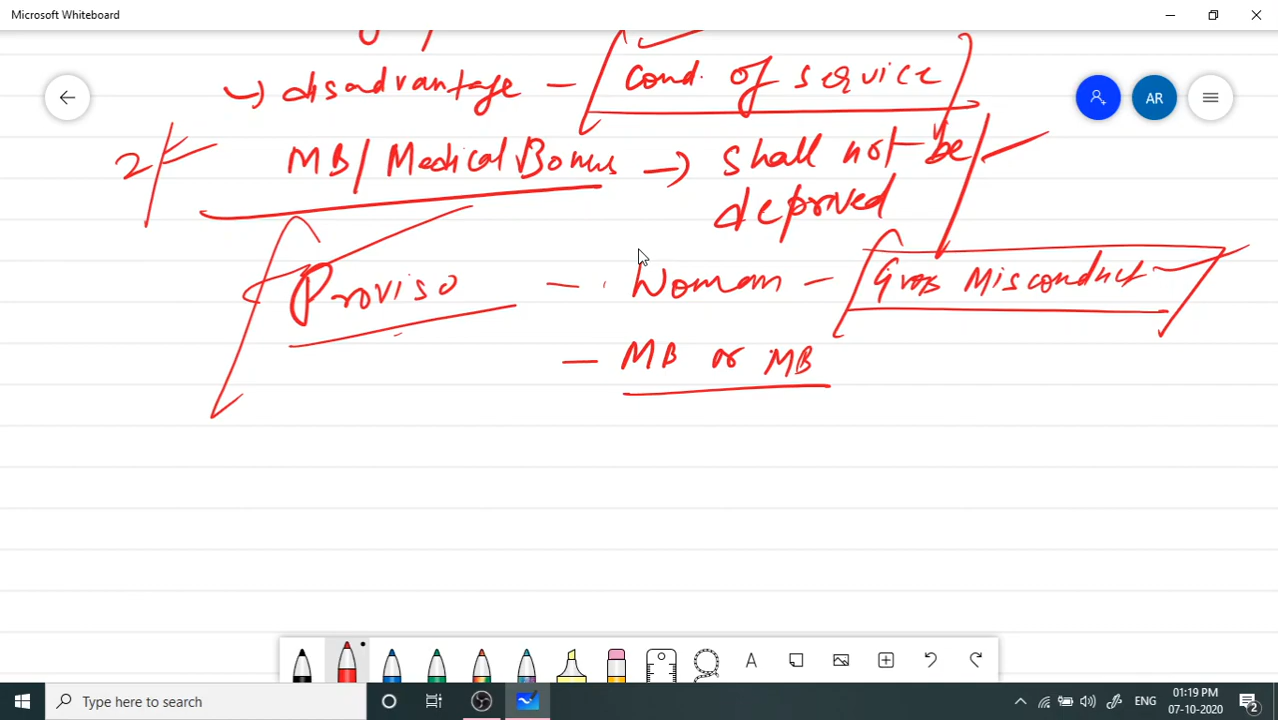 Microsoft Whiteboard
→ disadvantage - [cond. of service]
AR
2/ MB/Medical Bonus → shall not be
deprived
Proviso - Woman - Gross Misconduct
- MB or MB
A
Type here to search
ENG
01:19 PM
07-10-2020
2